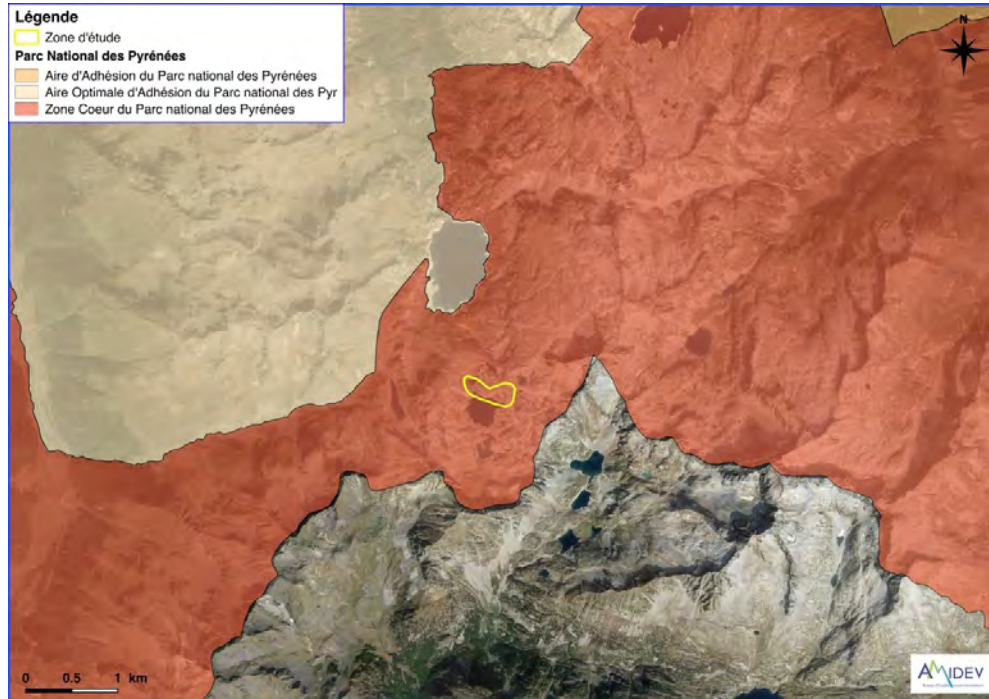 Légende
Zone d'étude
Parc National des Pyrénées
Aire d'Adhésion du Parc national des Pyrénées
Aire Optimale d'Adhésion du Parc national des Pyr
Zone Coeur du Parc national des Pyrénées
N
0 0.5 1 km
AMIDEV